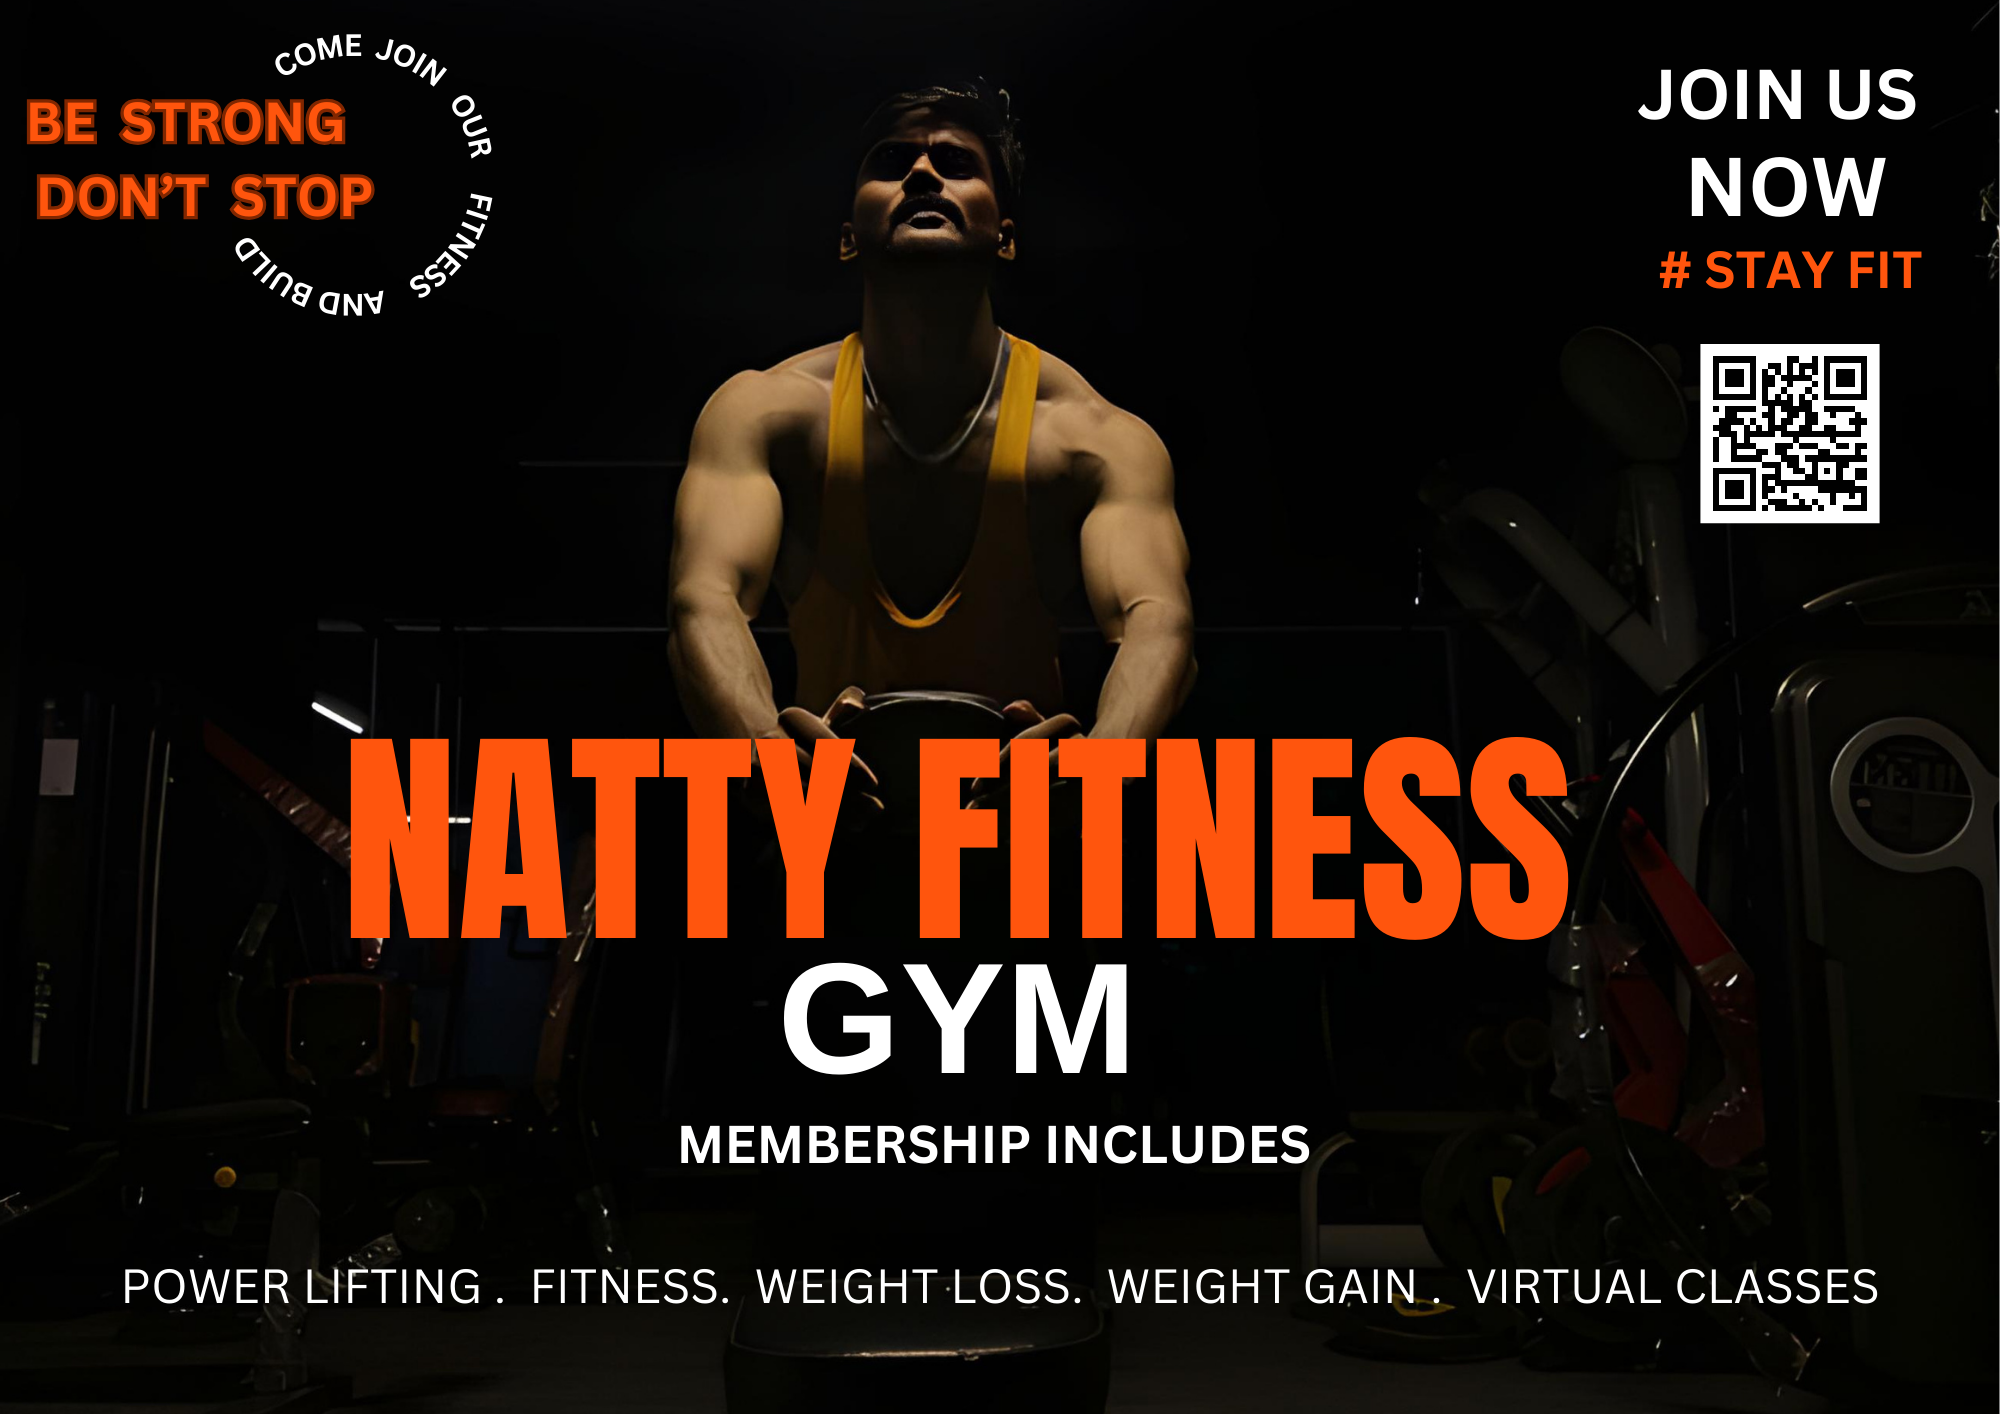 COME JOIN OUR FITNESS AND BUILD
BE STRONG
DON'T STOP
JOIN US
NOW
# STAY FIT
NATTY FITNESS
GYM
MEMBERSHIP INCLUDES
POWER LIFTING . FITNESS. WEIGHT LOSS. WEIGHT GAIN . VIRTUAL CLASSES